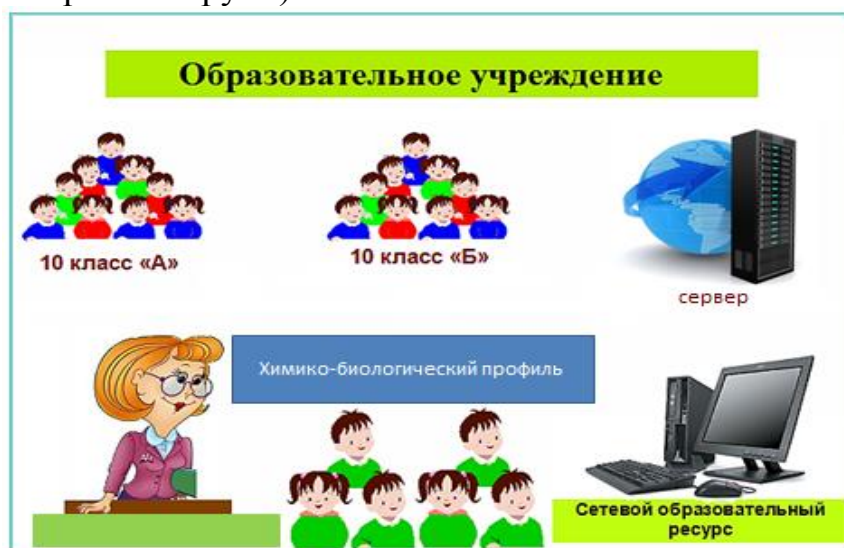 Образовательное учреждение
10 класс «А»
10 класс «Б»
сервер
Химико-биологический профиль
Сетевой образовательный
ресурс